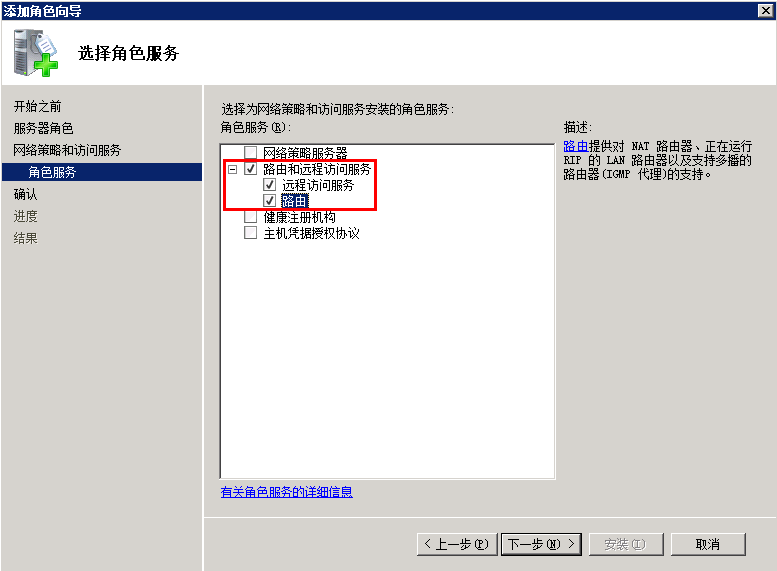 添加角色向导
选择角色服务
开始之前
服务器角色
网络策略和访问服务
角色服务
确认
进度
结果
选择为网络策略和访问服务安装的角色服务:
角色服务(R):
网络策略服务器
路由和远程访问服务
远程访问服务
路由
健康注册机构
主机凭据授权协议
有关角色服务的详细信息
描述:
路由提供对 NAT 路由器、正在运行
RIP 的 LAN 路由器以及支持多播的
路由器(IGMP 代理)的支持。
< 上一步(P)
下一步(N) >
安装(I)
取消